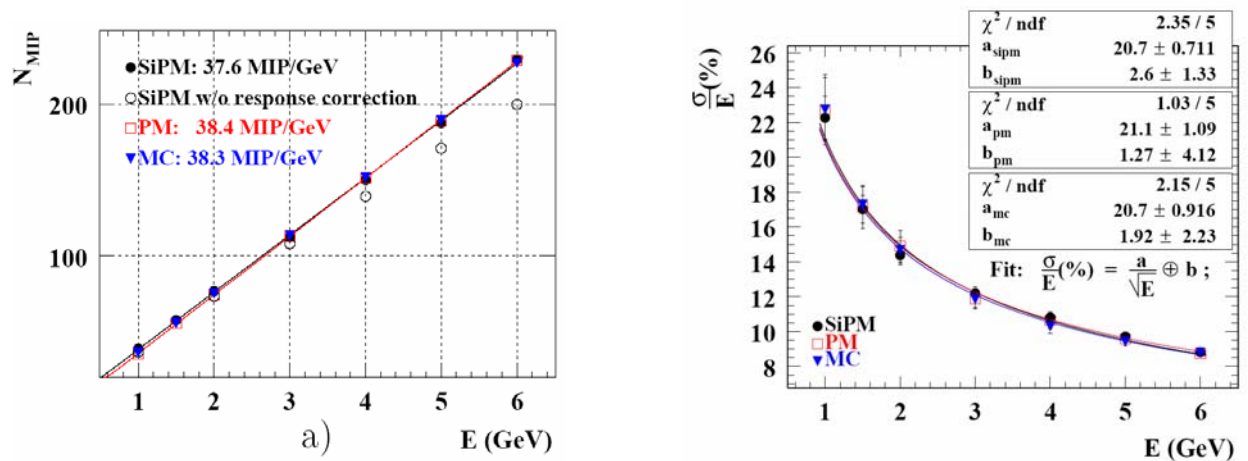 N_MIP
● SiPM: 37.6 MIP/GeV
○ SiPM w/o response correction
□ PM: 38.4 MIP/GeV
▼ MC: 38.3 MIP/GeV
200
100
1 2 3 4 5 6
a) E (GeV)
σ/E (%)
26
24
22
20
18
16
14
12
10
8
χ² / ndf 2.35 / 5
a_sipm 20.7 ± 0.711
b_sipm 2.6 ± 1.33
χ² / ndf 1.03 / 5
a_pm 21.1 ± 1.09
b_pm 1.27 ± 4.12
χ² / ndf 2.15 / 5
a_mc 20.7 ± 0.916
b_mc 1.92 ± 2.23
Fit: σ/E (%) = a/√E ⊕ b ;
● SiPM
□ PM
▼ MC
1 2 3 4 5 6
E (GeV)